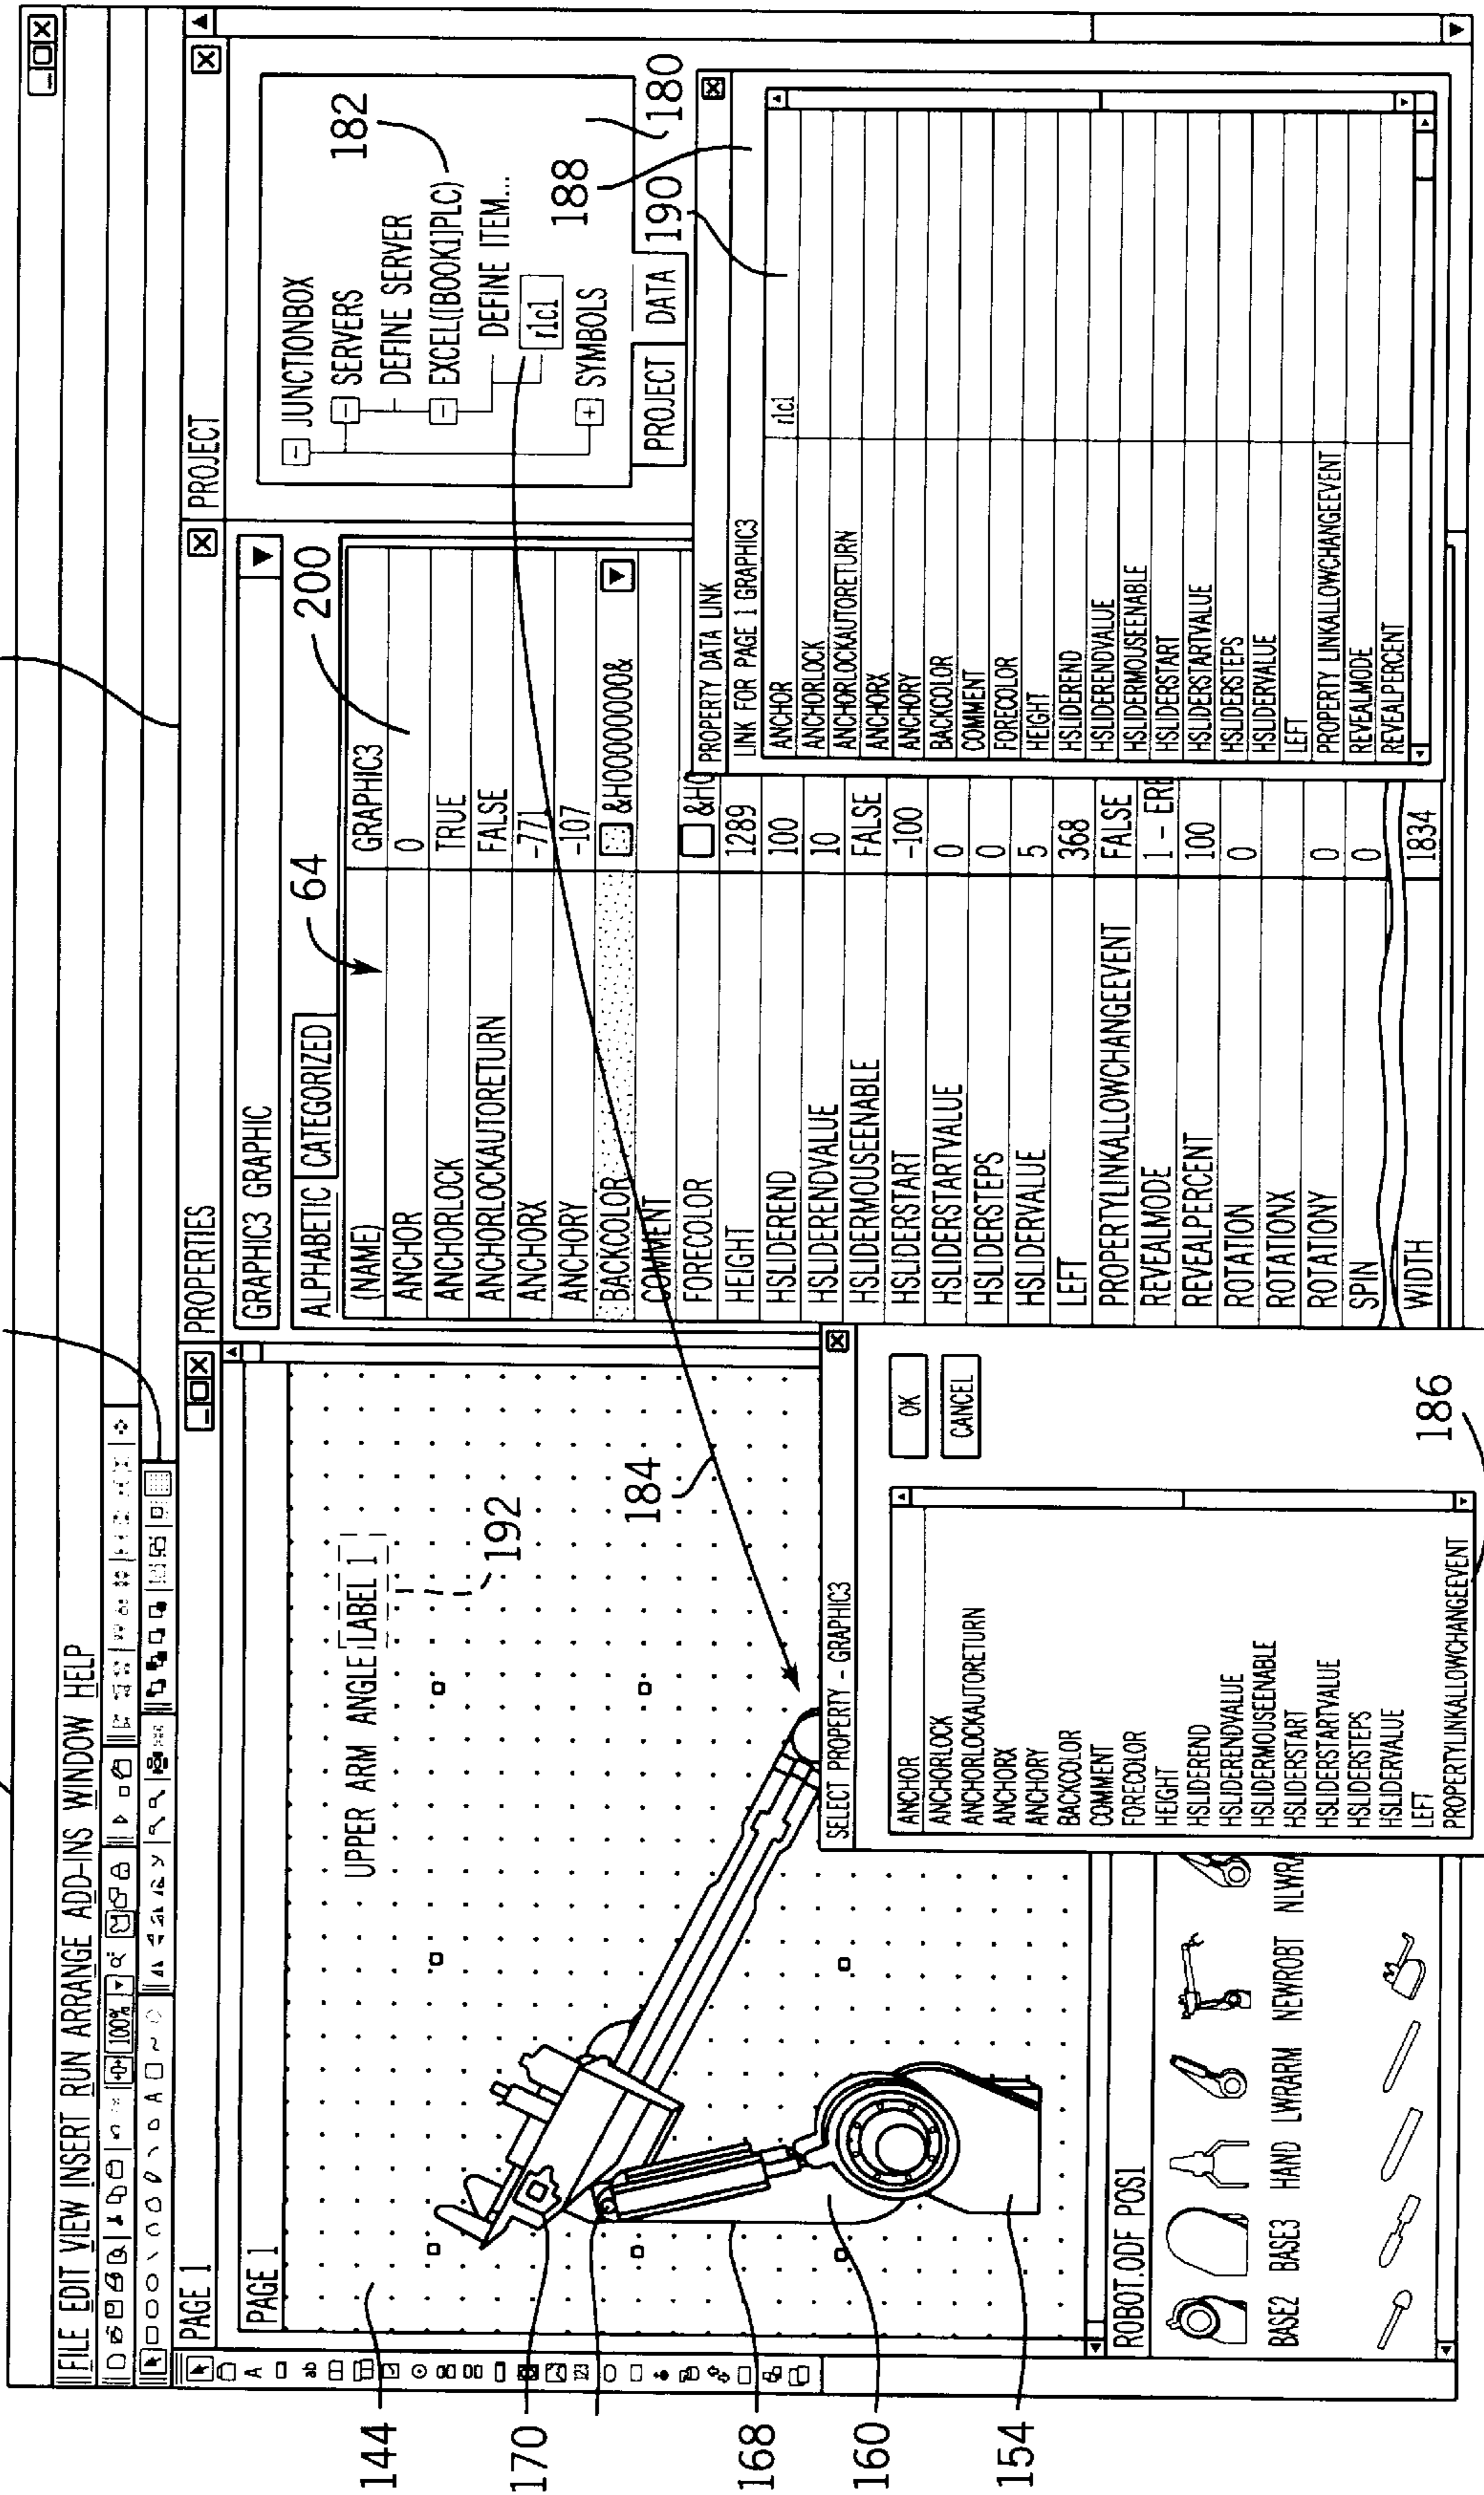 FILE EDIT VIEW INSERT RUN ARRANGE ADD-INS WINDOW HELP
100%
PAGE 1
PAGE 1
UPPER ARM ANGLE: LABEL 1
192
184
144
170
168
160
154
ROBOT.ODF POS1
BASE2 BASE3 HAND LWRARM NEWROBT NLWRA
SELECT PROPERTY - GRAPHIC3
ANCHOR
ANCHORLOCK
ANCHORLOCKAUTORETURN
ANCHORX
ANCHORY
BACKCOLOR
COMMENT
FORECOLOR
HEIGHT
HSLIDEREND
HSLIDERENDVALUE
HSLIDERMOUSEENABLE
HSLIDERSTART
HSLIDERSTARTVALUE
HSLIDERSTEPS
HSLIDERVALUE
LEFT
PROPERTYLINKALLOWCHANGEEVENT
OK
CANCEL
186
PROPERTIES
GRAPHIC3 GRAPHIC
ALPHABETIC CATEGORIZED
64
200
(NAME) GRAPHIC3
ANCHOR 0
ANCHORLOCK TRUE
ANCHORLOCKAUTORETURN FALSE
ANCHORX -771
ANCHORY -107
BACKCOLOR &H00000000&
COMMENT
FORECOLOR &H0
HEIGHT 1289
HSLIDEREND 100
HSLIDERENDVALUE 10
HSLIDERMOUSEENABLE FALSE
HSLIDERSTART -100
HSLIDERSTARTVALUE 0
HSLIDERSTEPS 0
HSLIDERVALUE 5
LEFT 368
PROPERTYLINKALLOWCHANGEEVENT FALSE
REVEALMODE 1 - ERE
REVEALPERCENT 100
ROTATION 0
ROTATIONX
ROTATIONY 0
SPIN 0
WIDTH 1834
PROJECT
JUNCTIONBOX
SERVERS
DEFINE SERVER
EXCEL([BOOK1]PLC)
DEFINE ITEM...
r1c1
SYMBOLS
PROJECT DATA
182
188
190
180
PROPERTY DATA LINK
LINK FOR PAGE 1 GRAPHIC3
ANCHOR r1c1
ANCHORLOCK
ANCHORLOCKAUTORETURN
ANCHORX
ANCHORY
BACKCOLOR
COMMENT
FORECOLOR
HEIGHT
HSLIDEREND
HSLIDERENDVALUE
HSLIDERMOUSEENABLE
HSLIDERSTART
HSLIDERSTARTVALUE
HSLIDERSTEPS
HSLIDERVALUE
LEFT
PROPERTY LINKALLOWCHANGEEVENT
REVEALMODE
REVEALPERCENT